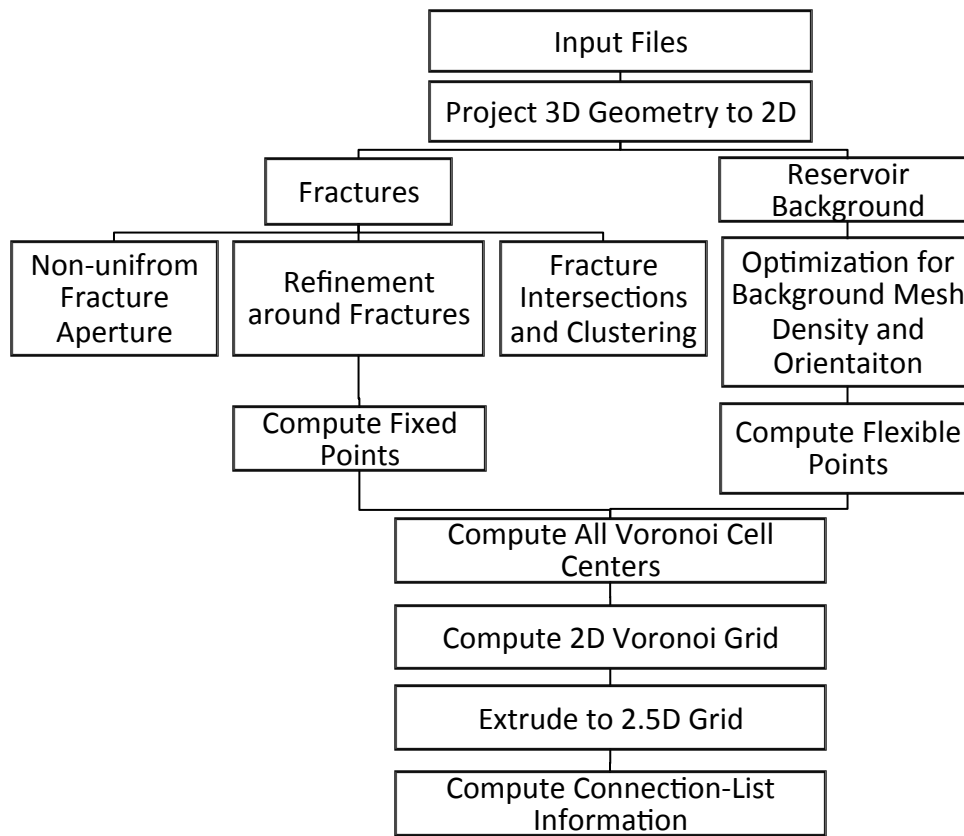 Input Files
Project 3D Geometry to 2D
Fractures
Reservoir
Background
Non-unifrom
Fracture
Aperture
Refinement
around Fractures
Fracture
Intersections
and Clustering
Optimization for
Background Mesh
Density and
Orientaiton
Compute Fixed
Points
Compute Flexible
Points
Compute All Voronoi Cell
Centers
Compute 2D Voronoi Grid
Extrude to 2.5D Grid
Compute Connection-List
Information